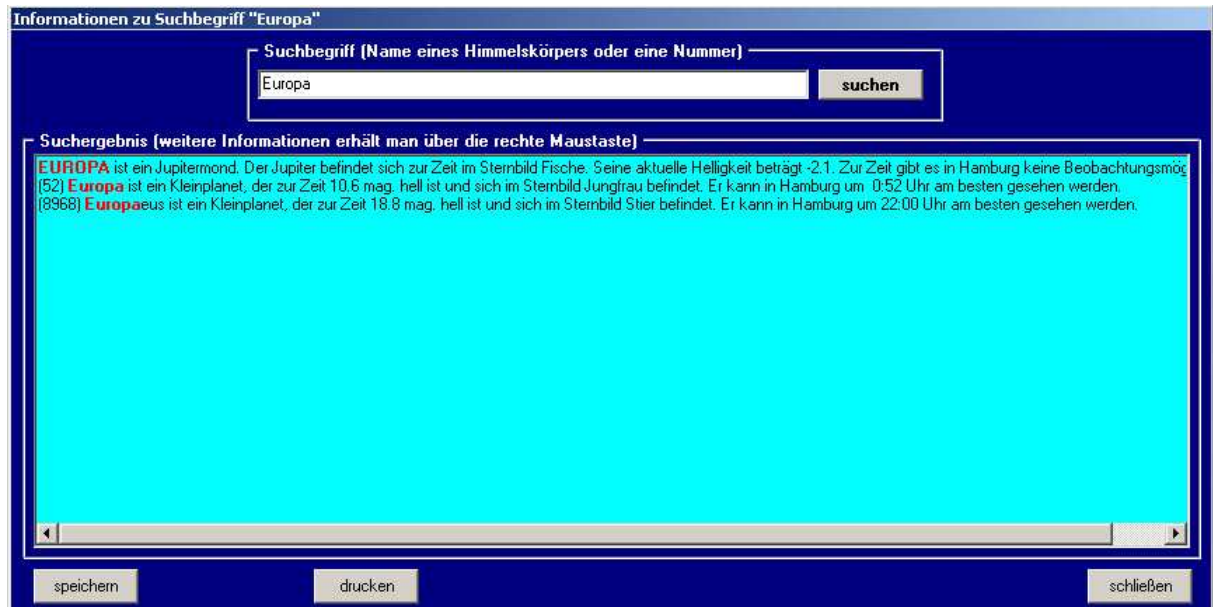 Informationen zu Suchbegriff "Europa"
Suchbegriff (Name eines Himmelskörpers oder eine Nummer)
Europa
suchen
Suchergebnis (weitere Informationen erhält man über die rechte Maustaste)
EUROPA ist ein Jupitermond. Der Jupiter befindet sich zur Zeit im Sternbild Fische. Seine aktuelle Helligkeit beträgt -2.1. Zur Zeit gibt es in Hamburg keine
(52) Europa ist ein Kleinplanet, der zur Zeit 10.6 mag. hell ist und sich im Sternbild Jungfrau befindet. Er kann in Hamburg um 0:52 Uhr am besten gesehen werden.
(8968) Europaeus ist ein Kleinplanet, der zur Zeit 18.8 mag. hell ist und sich im Sternbild Stier befindet. Er kann in Hamburg um 22:00 Uhr am besten gesehen werden.
speichern
drucken
schließen